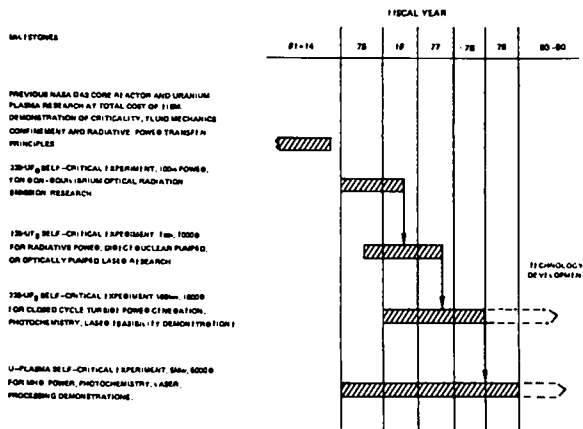 FISCAL YEAR
MILESTONES
75 76 77 78 79 80-90
PREVIOUS NASA GAS CORE REACTOR AND URANIUM
PLASMA RESEARCH AT TOTAL COST OF
DEMONSTRATION OF CRITICALITY, FLUID MECHANICS
CONFINEMENT AND RADIATIVE POWER TRANSFER
PRINCIPLES
SELF-CRITICAL EXPERIMENT, POWER,
FOR NON-EQUILIBRIUM OPTICAL RADIATION
EMISSION RESEARCH
SELF-CRITICAL EXPERIMENT
FOR RADIATIVE POWER, DIRECT NUCLEAR PUMPED,
OR OPTICALLY PUMPED LASER RESEARCH
TECHNOLOGY
DEVELOPMENT
SELF-CRITICAL EXPERIMENT
FOR CLOSED CYCLE TURBINE POWER GENERATION,
PHOTOCHEMISTRY, LASER FEASIBILITY DEMONSTRATIONS
U-PLASMA SELF-CRITICAL EXPERIMENT,
FOR MHD POWER, PHOTOCHEMISTRY, LASER,
PROCESSING DEMONSTRATIONS.